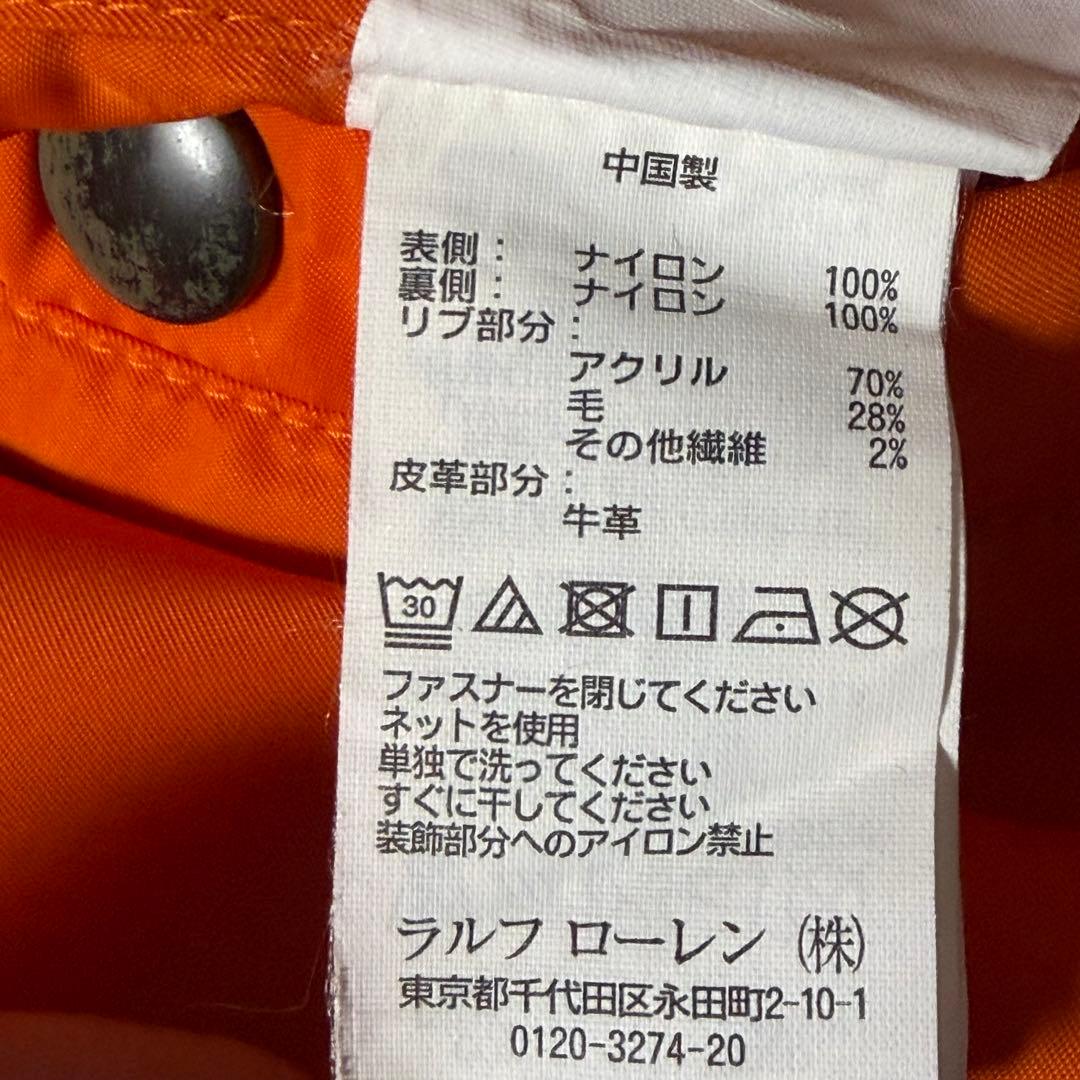 中国製
表側： ナイロン 100%
裏側： ナイロン 100%
リブ部分：
アクリル 70%
毛 28%
その他繊維 2%
皮革部分：
牛革
30
ファスナーを閉じてください
ネットを使用
単独で洗ってください
すぐに干してください
装飾部分へのアイロン禁止
ラルフ ローレン (株)
東京都千代田区永田町2-10-1
0120-3274-20